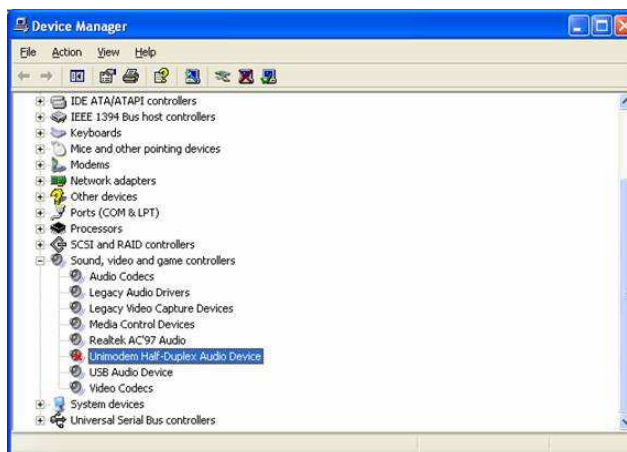 Device Manager
File Action View Help
IDE ATA/ATAPI controllers
IEEE 1394 Bus host controllers
Keyboards
Mice and other pointing devices
Modems
Network adapters
Other devices
Ports (COM & LPT)
Processors
SCSI and RAID controllers
Sound, video and game controllers
Audio Codecs
Legacy Audio Drivers
Legacy Video Capture Devices
Media Control Devices
Realtek AC'97 Audio
Unimodem Half-Duplex Audio Device
USB Audio Device
Video Codecs
System devices
Universal Serial Bus controllers